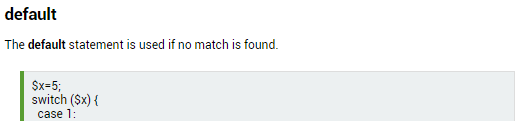 default
The default statement is used if no match is found.
$x=5;
switch ($x) {
case 1: